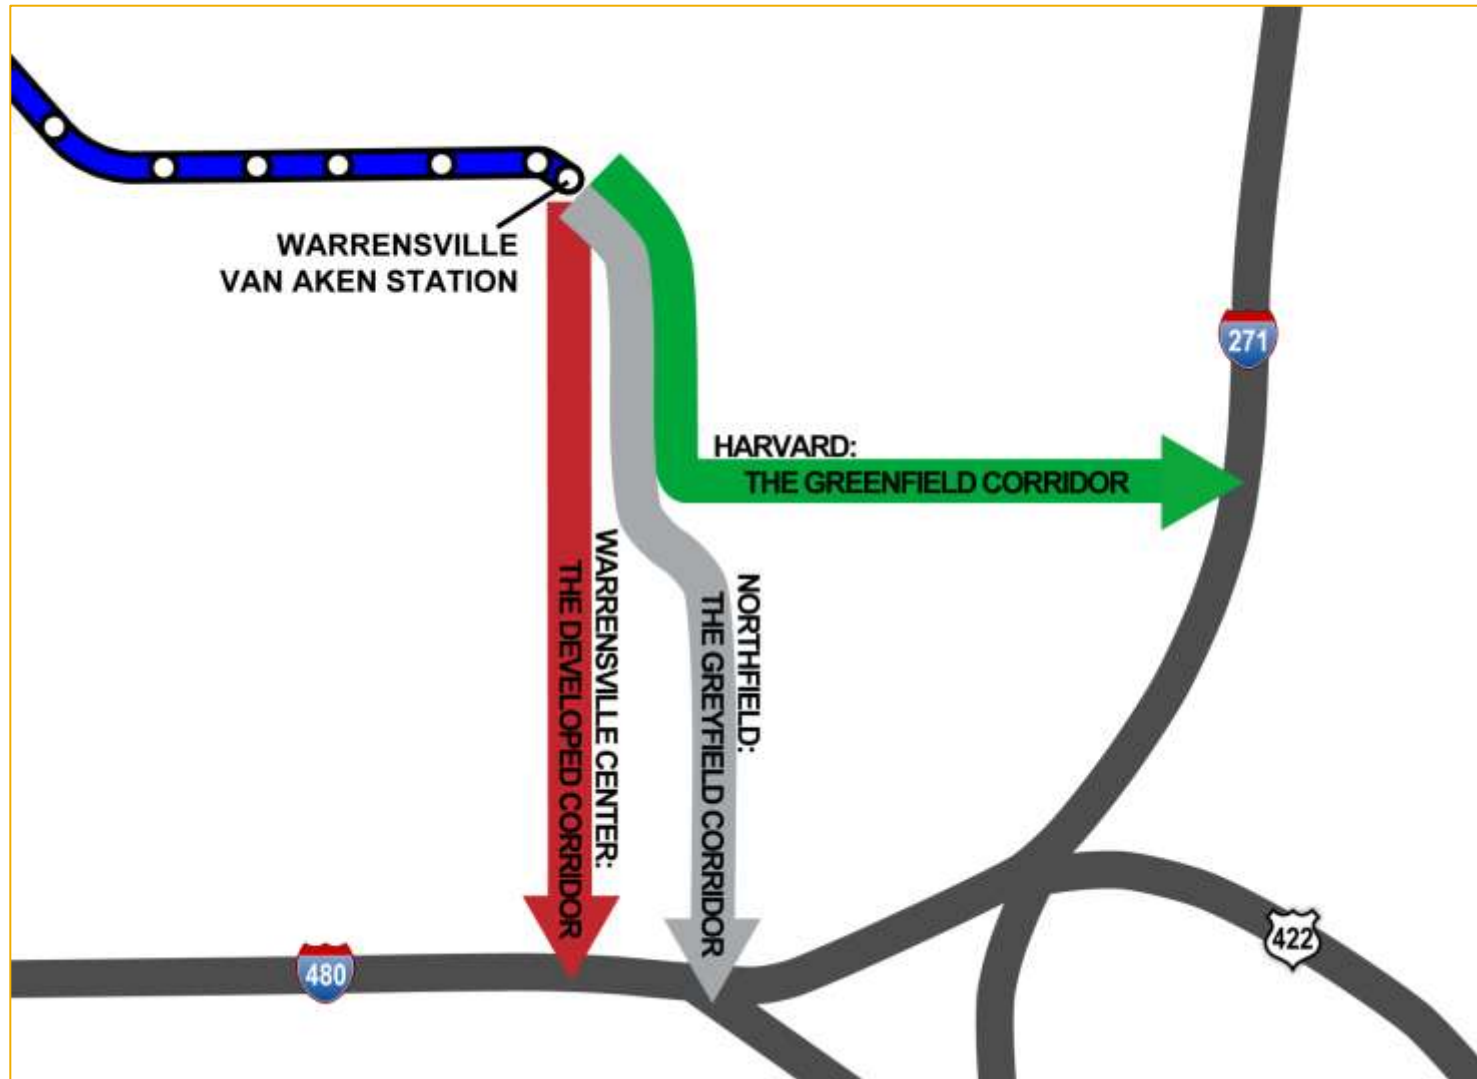 WARRENSVILLE
VAN AKEN STATION
271
HARVARD:
THE GREENFIELD CORRIDOR
WARRENSVILLE CENTER:
THE DEVELOPED CORRIDOR
NORTHFIELD:
THE GREYFIELD CORRIDOR
422
480